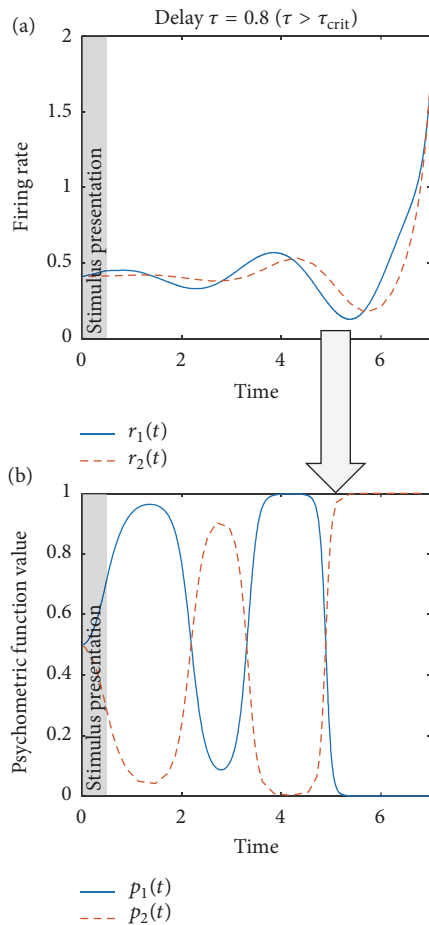 (a)
Delay τ = 0.8 (τ > τcrit)
2
1.5
1
0.5
0
Firing rate
Stimulus presentation
0
2
4
6
Time
r1(t)
r2(t)
(b)
1
0.8
0.6
0.4
0.2
0
Psychometric function value
Stimulus presentation
0
2
4
6
Time
p1(t)
p2(t)